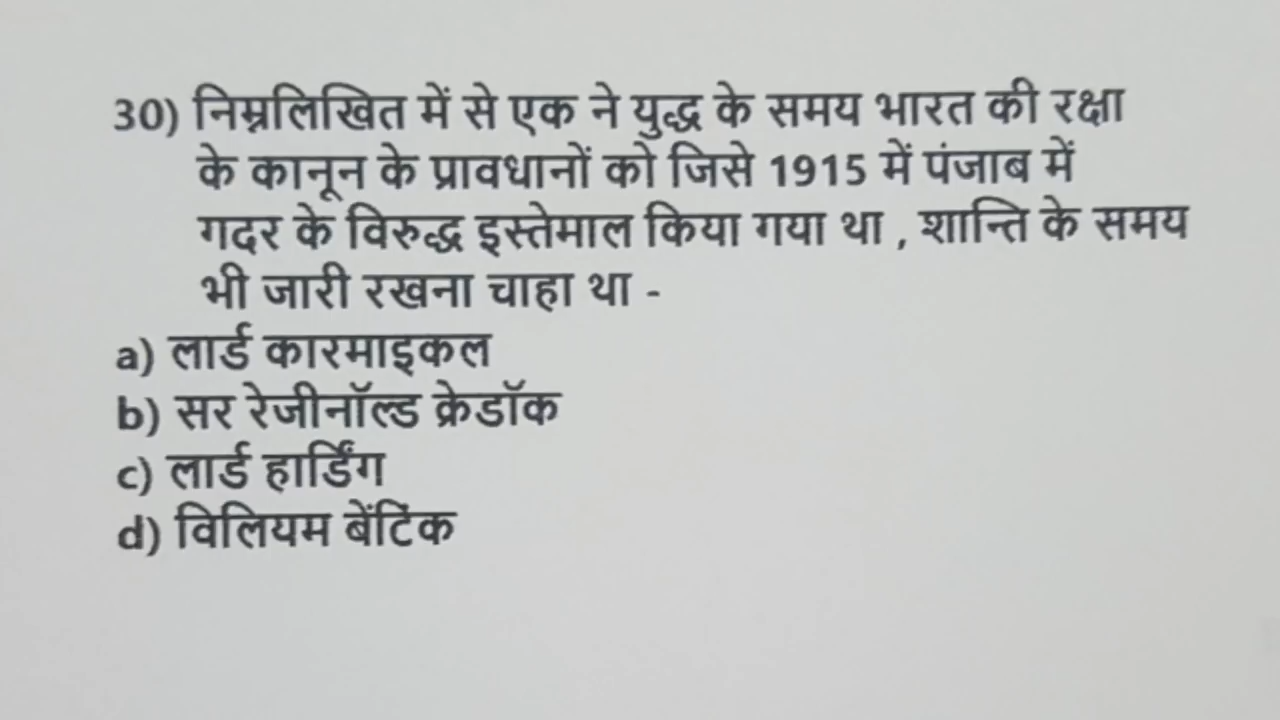 30) निम्नलिखित में से एक ने युद्ध के समय भारत की रक्षा
के कानून के प्रावधानों को जिसे 1915 में पंजाब में
गदर के विरुद्ध इस्तेमाल किया गया था , शान्ति के समय
भी जारी रखना चाहा था -
a) लार्ड कारमाइकल
b) सर रेजीनॉल्ड क्रेडॉक
c) लार्ड हार्डिंग
d) विलियम बेंटिंक